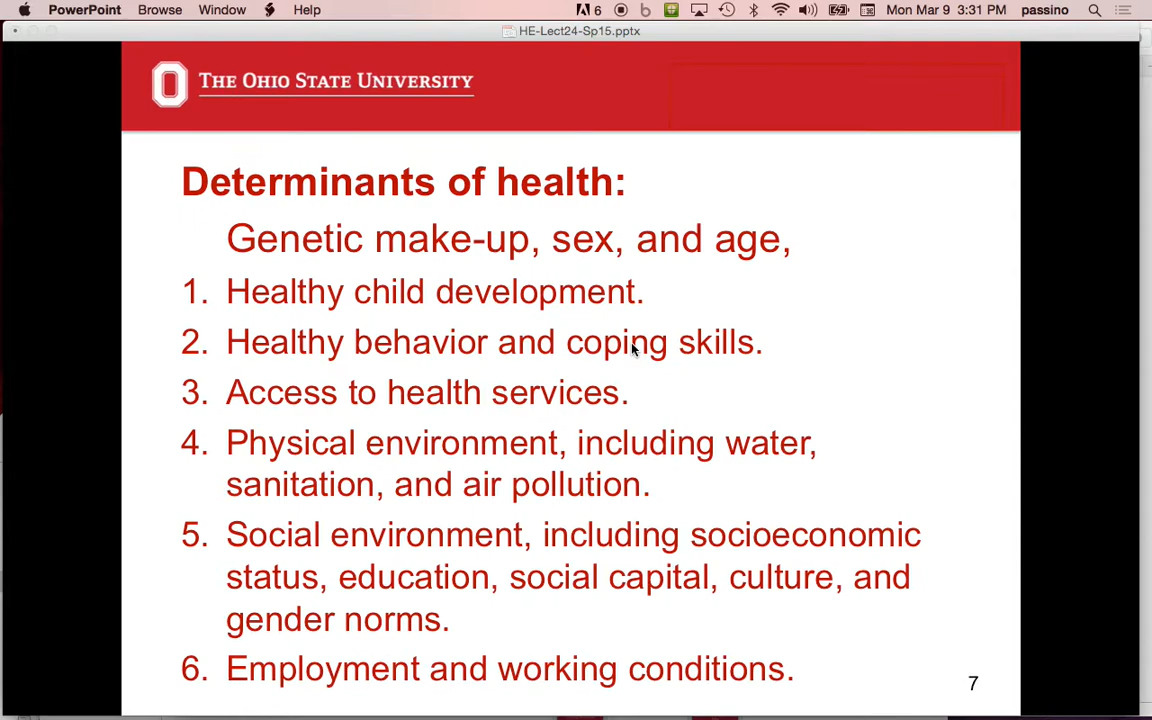 PowerPoint Browse Window Help 6 Mon Mar 9 3:31 PM passino
HE-Lect24-Sp15.pptx
THE OHIO STATE UNIVERSITY
Determinants of health:
Genetic make-up, sex, and age,
1. Healthy child development.
2. Healthy behavior and coping skills.
3. Access to health services.
4. Physical environment, including water,
sanitation, and air pollution.
5. Social environment, including socioeconomic
status, education, social capital, culture, and
gender norms.
6. Employment and working conditions.
7